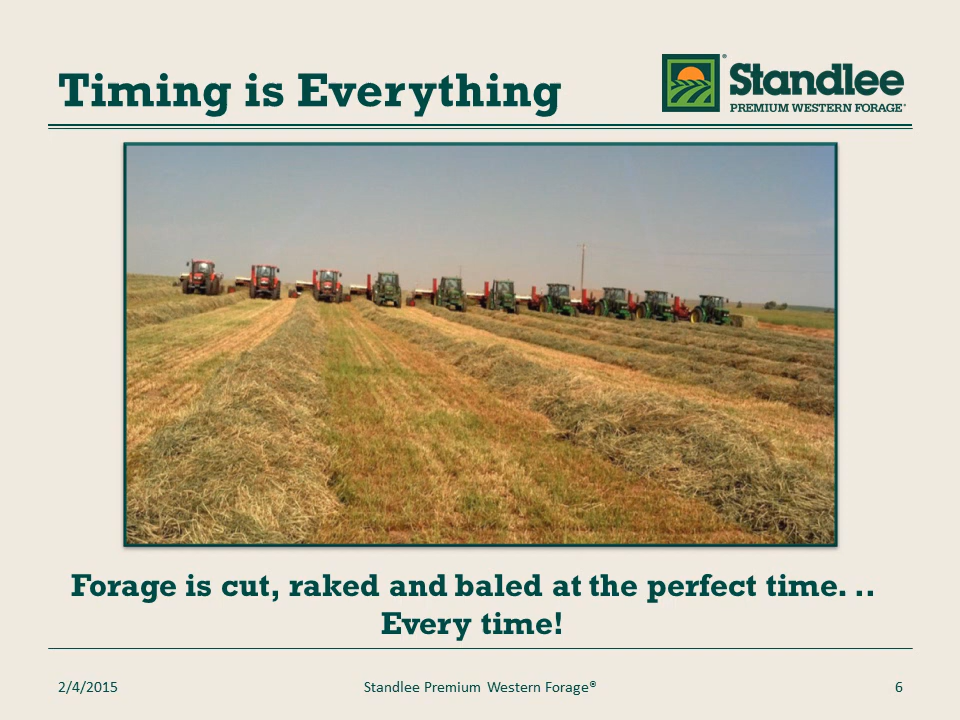 Timing is Everything
Standlee
PREMIUM WESTERN FORAGE®
Forage is cut, raked and baled at the perfect time. ..
Every time!
2/4/2015
Standlee Premium Western Forage®
6